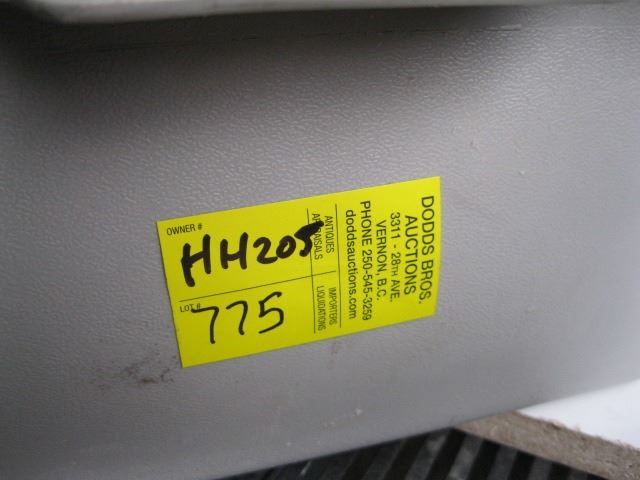 OWNER #
HH205
LOT #
775
ANTIQUES
APPRAISALS
IMPORTERS
LIQUIDATIONS
DODDS BROS.
AUCTIONS
3311 - 28TH AVE.
VERNON, B.C.
PHONE 250-545-3259
doddsauctions.com